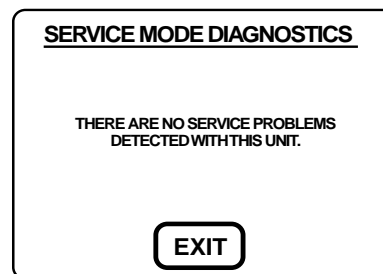 SERVICE MODE DIAGNOSTICS
THERE ARE NO SERVICE PROBLEMS
DETECTED WITH THIS UNIT.
EXIT